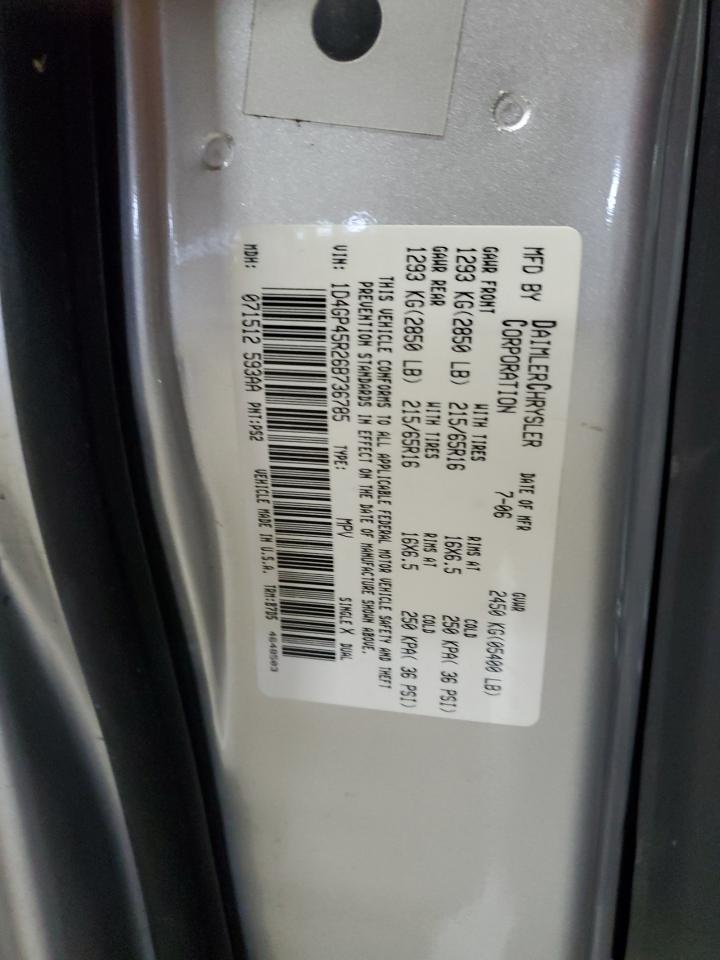 MFD BY DAIMLERCHRYSLER CORPORATION
DATE OF MFR 7-06
GVWR 2450 KG(05400 LB)
GAWR FRONT WITH TIRES RIMS AT COLD
1293 KG(2850 LB) 215/65R16 16X6.5 250 KPA( 36 PSI)
GAWR REAR WITH TIRES RIMS AT COLD
1293 KG(2850 LB) 215/65R16 16X6.5 250 KPA( 36 PSI)
THIS VEHICLE CONFORMS TO ALL APPLICABLE FEDERAL MOTOR VEHICLE SAFETY AND THEFT
PREVENTION STANDARDS IN EFFECT ON THE DATE OF MANUFACTURE SHOWN ABOVE.
VIN: 1D4GP45R26B736785 TYPE: MPV SINGLE X DUAL
MDH: 071512 593AA PNT:PS2 VEHICLE MADE IN U.S.A. TRM:B7D5 4648503